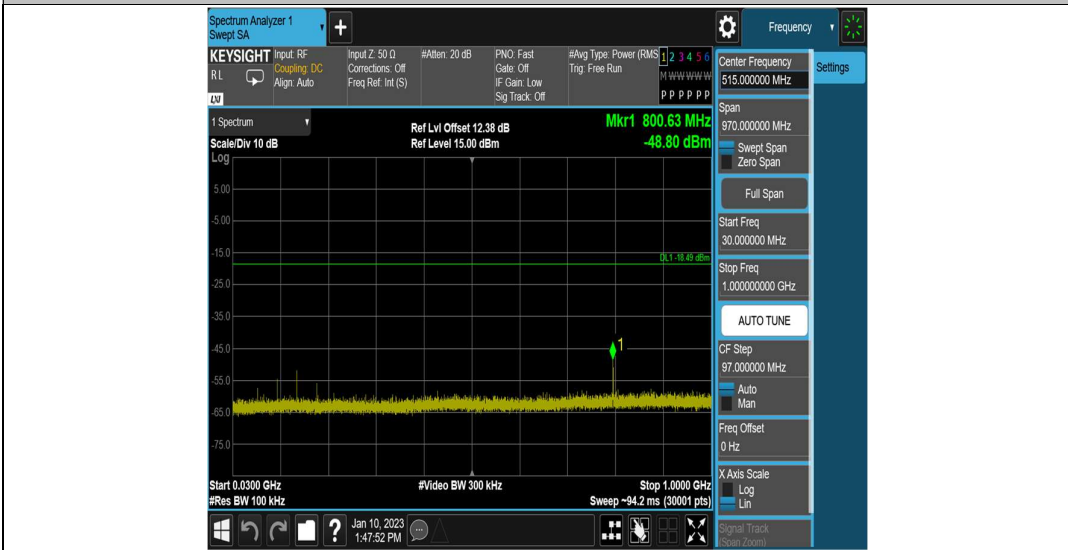 Spectrum Analyzer 1
Swept SA
Frequency
KEYSIGHT
RL
LXI
Input: RF
Coupling: DC
Align: Auto
Input Z: 50 Ω
Corrections: Off
Freq Ref: Int (S)
#Atten: 20 dB
PNO: Fast
Gate: Off
IF Gain: Low
Sig Track: Off
#Avg Type: Power (RMS
Trig: Free Run
1 2 3 4 5 6
M W W W W W
P P P P P P
Center Frequency
515.000000 MHz
Settings
1 Spectrum
Scale/Div 10 dB
Ref Lvl Offset 12.38 dB
Ref Level 15.00 dBm
Mkr1 800.63 MHz
-48.80 dBm
Log
5.00
-5.00
-15.0
-25.0
-35.0
-45.0
-55.0
-65.0
-75.0
DL1 -18.49 dBm
1
Start 0.0300 GHz
#Res BW 100 kHz
#Video BW 300 kHz
Stop 1.0000 GHz
Sweep ~94.2 ms (30001 pts)
Span
970.000000 MHz
Swept Span
Zero Span
Full Span
Start Freq
30.000000 MHz
Stop Freq
1.000000000 GHz
AUTO TUNE
CF Step
97.000000 MHz
Auto
Man
Freq Offset
0 Hz
X Axis Scale
Log
Lin
Signal Track
(Span Zoom)
?
Jan 10, 2023
1:47:52 PM